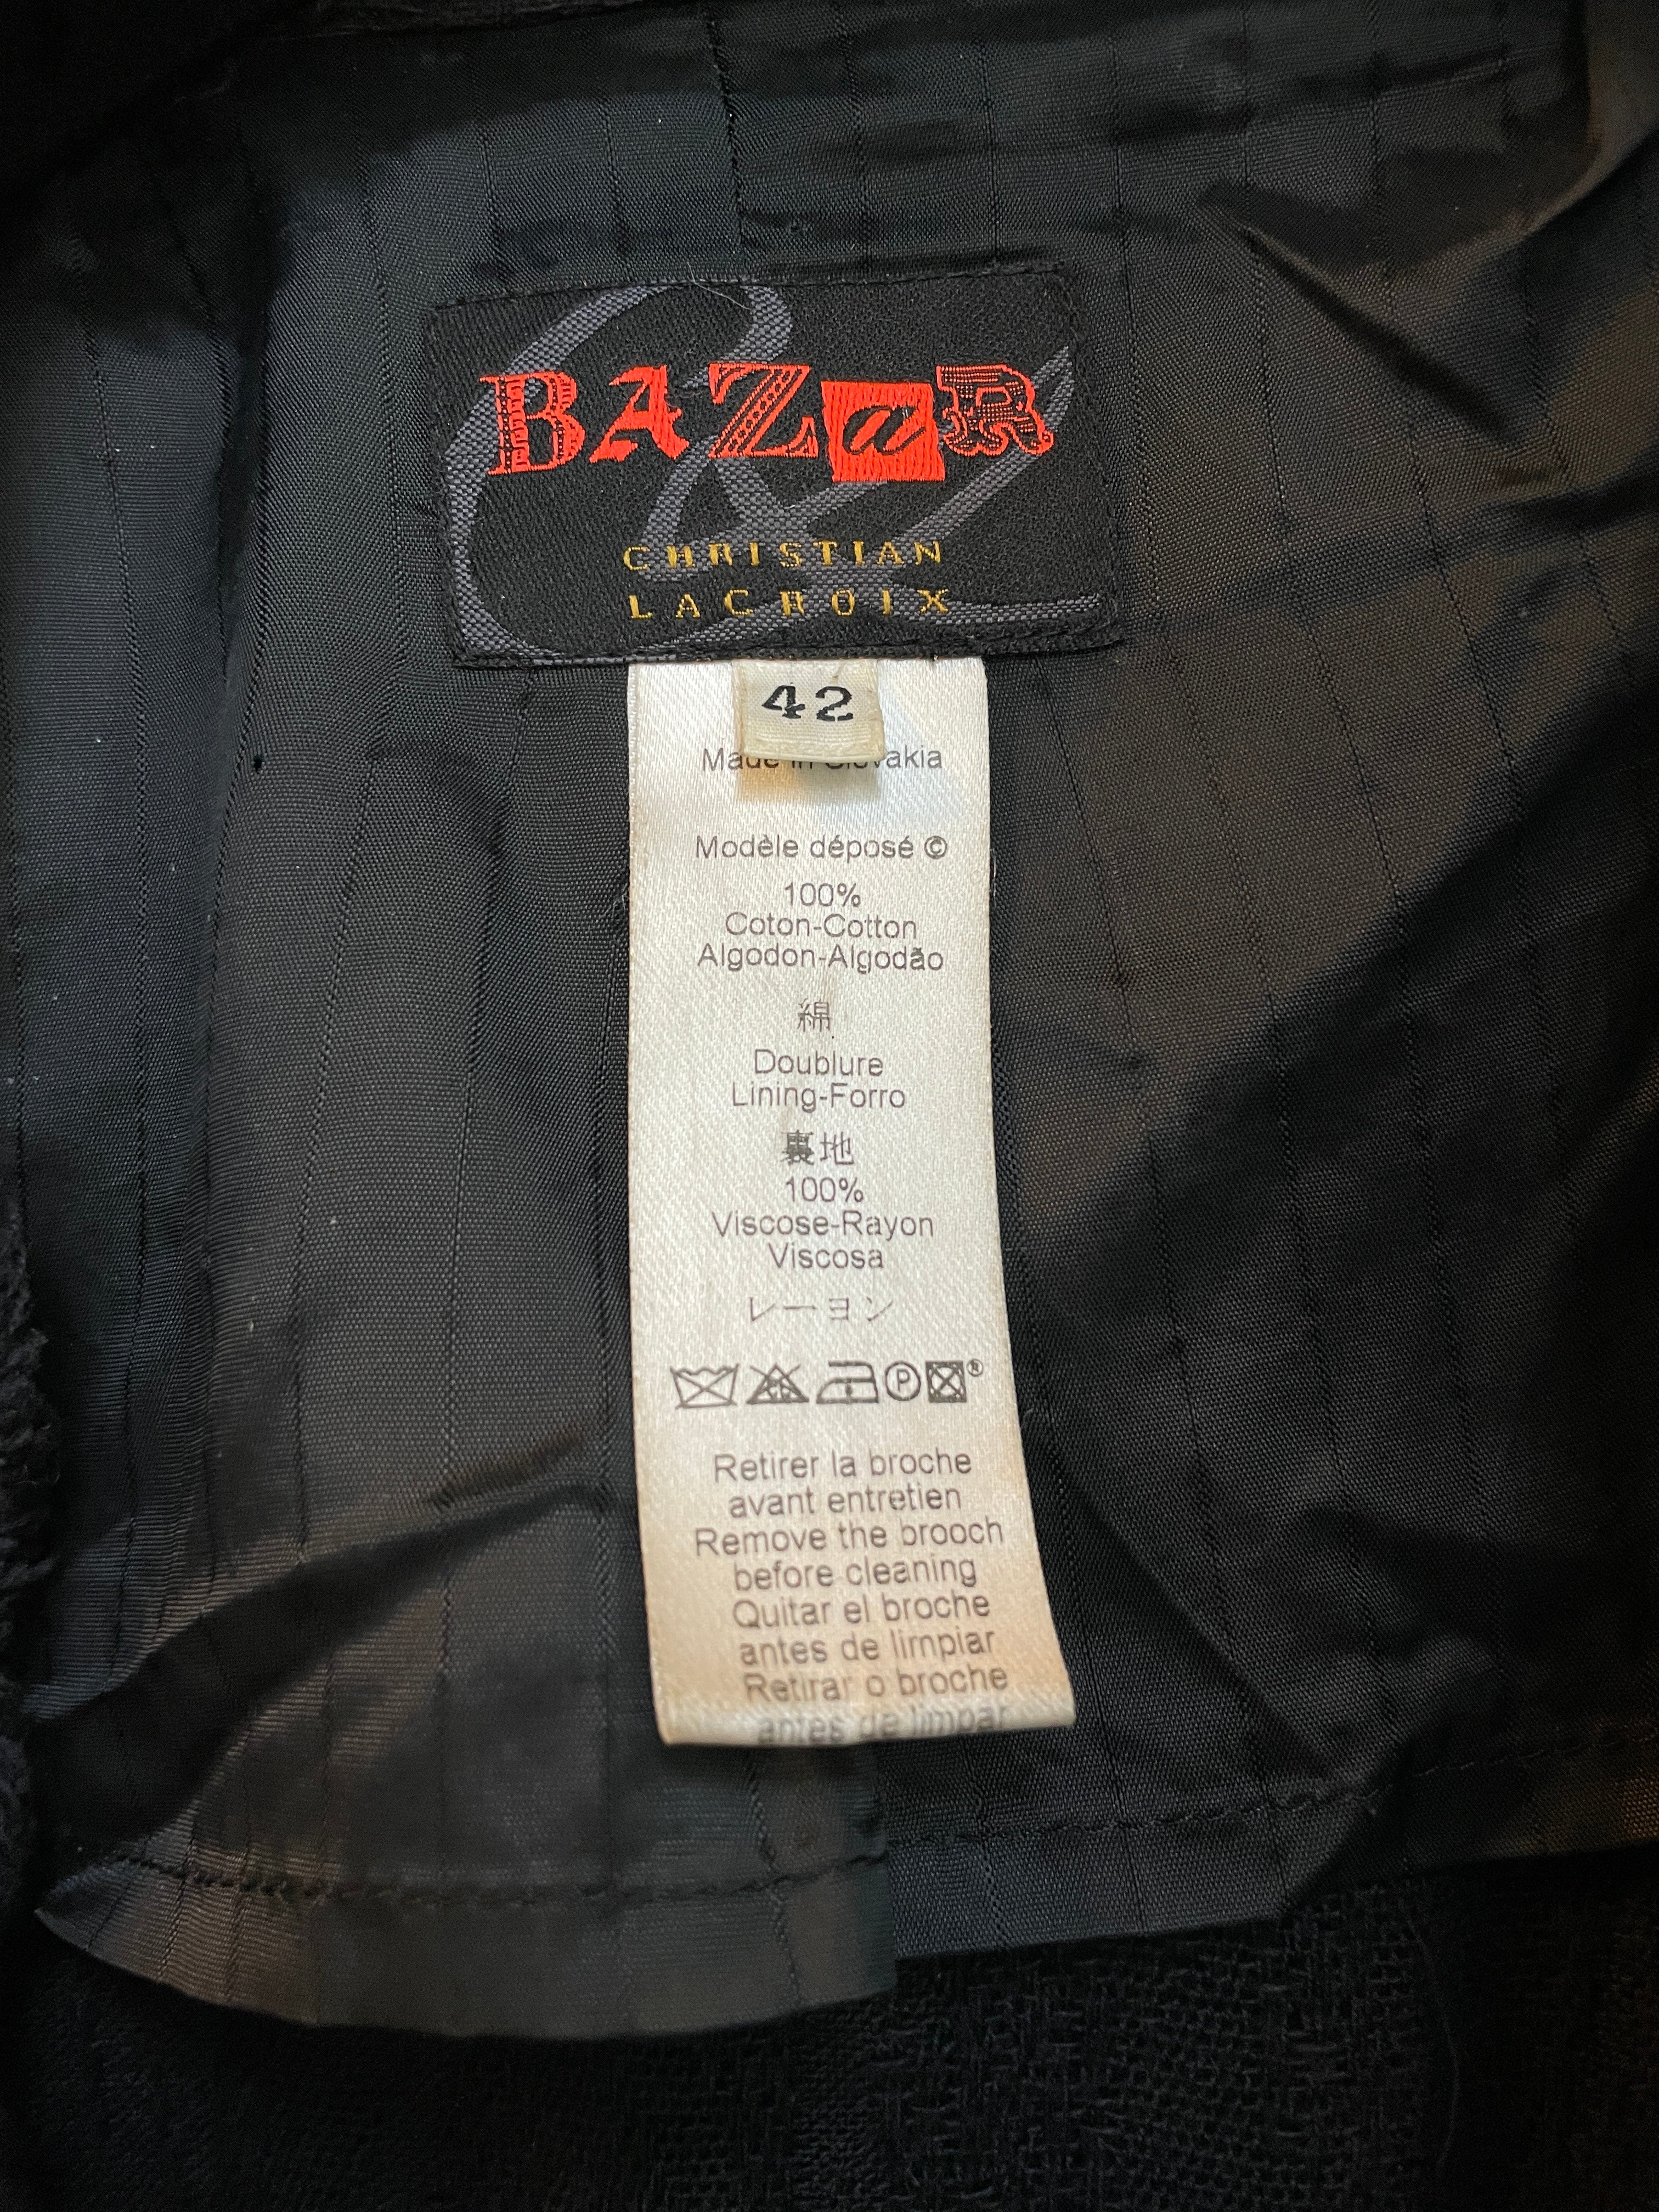 BAZaR
CHRISTIAN
LACROIX
42
Made in Slovakia
Modèle déposé ©
100%
Coton-Cotton
Algodon-Algodão
綿
Doublure
Lining-Forro
裏地
100%
Viscose-Rayon
Viscosa
レーヨン
P ®
Retirer la broche
avant entretien
Remove the brooch
before cleaning
Quitar el broche
antes de limpiar
Retirar o broche
antes de limpar